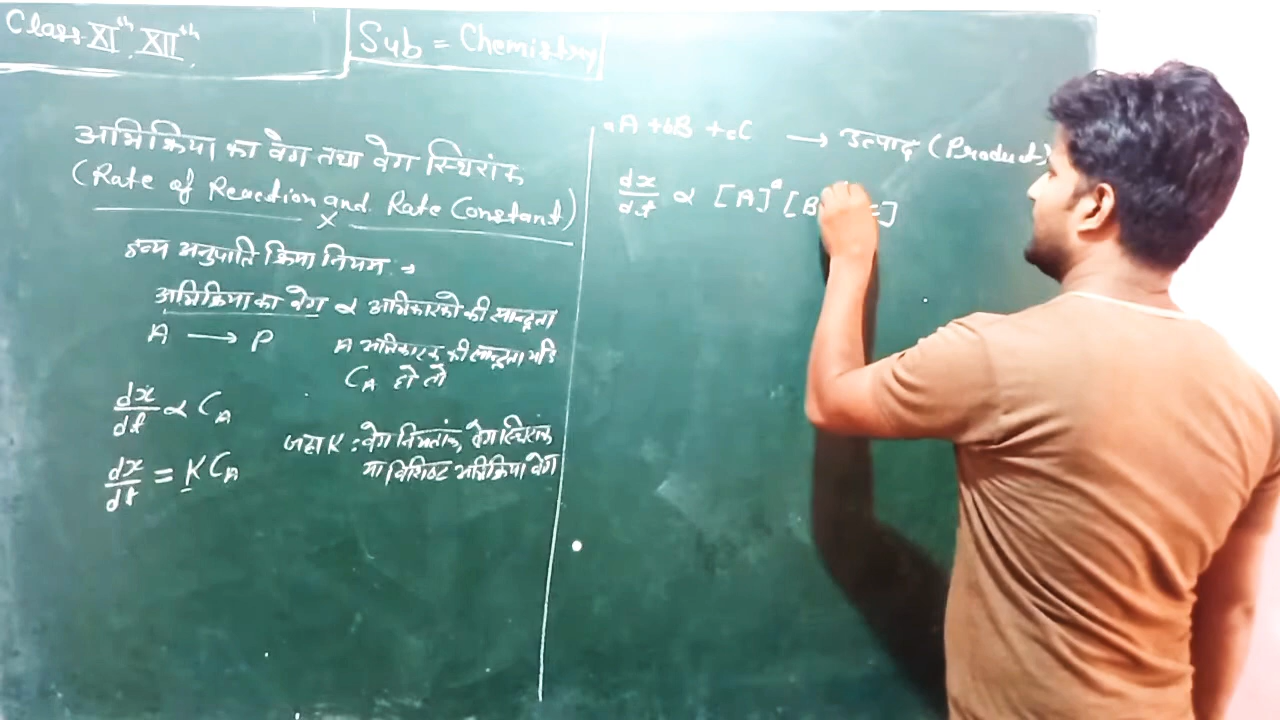 Class XI th, XII th,
Sub = Chemistry
अभिक्रिया का वेग तथा वेग स्थिरांक
(Rate of Reaction and Rate Constant)
द्रव्य अनुपाति क्रिया नियम →
अभिक्रिया का वेग ∝ अभिकारको की सान्द्रता
A → P
A अभिकारक की सान्द्रता यदि
C_A हो तो
dx/dt ∝ C_A
dx/dt = K C_A
जहा K = वेग नियतांक, वेग स्थिरांक
या विशिष्ट अभिक्रिया वेग
aA + bB + cC → उत्पाद (Product)
dx/dt ∝ [A]^a [B
]